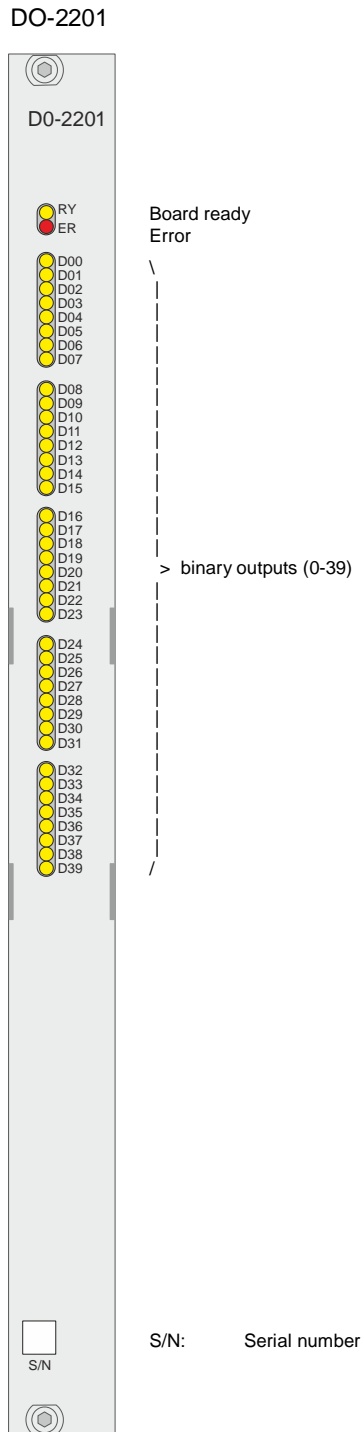 DO-2201
D0-2201
RY
ER
Board ready
Error
D00
D01
D02
D03
D04
D05
D06
D07
D08
D09
D10
D11
D12
D13
D14
D15
D16
D17
D18
D19
D20
D21
D22
D23
> binary outputs (0-39)
D24
D25
D26
D27
D28
D29
D30
D31
D32
D33
D34
D35
D36
D37
D38
D39
S/N
S/N: Serial number